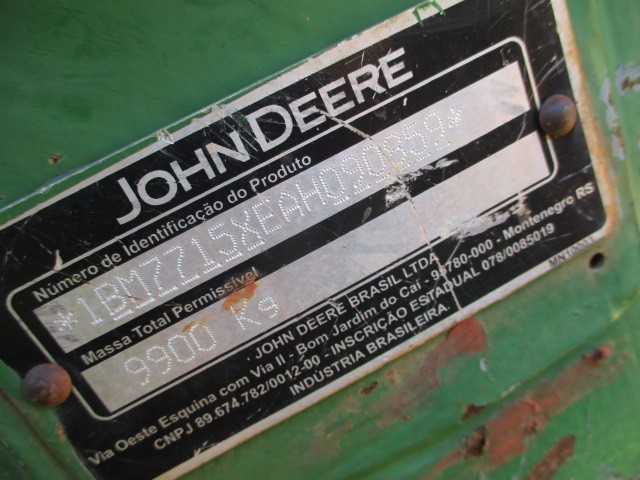 JOHN DEERE
Número de Identificação do Produto
*1BM7715XEAH090859*
Massa Total Permissível
9900 Kg
JOHN DEERE BRASIL LTDA
Via Oeste Esquina com Via II - Bom Jardim do Caí - 95780-000 - Montenegro RS
CNPJ 89.674.782/0012-00 - INSCRIÇÃO ESTADUAL 078/0085019
INDÚSTRIA BRASILEIRA.